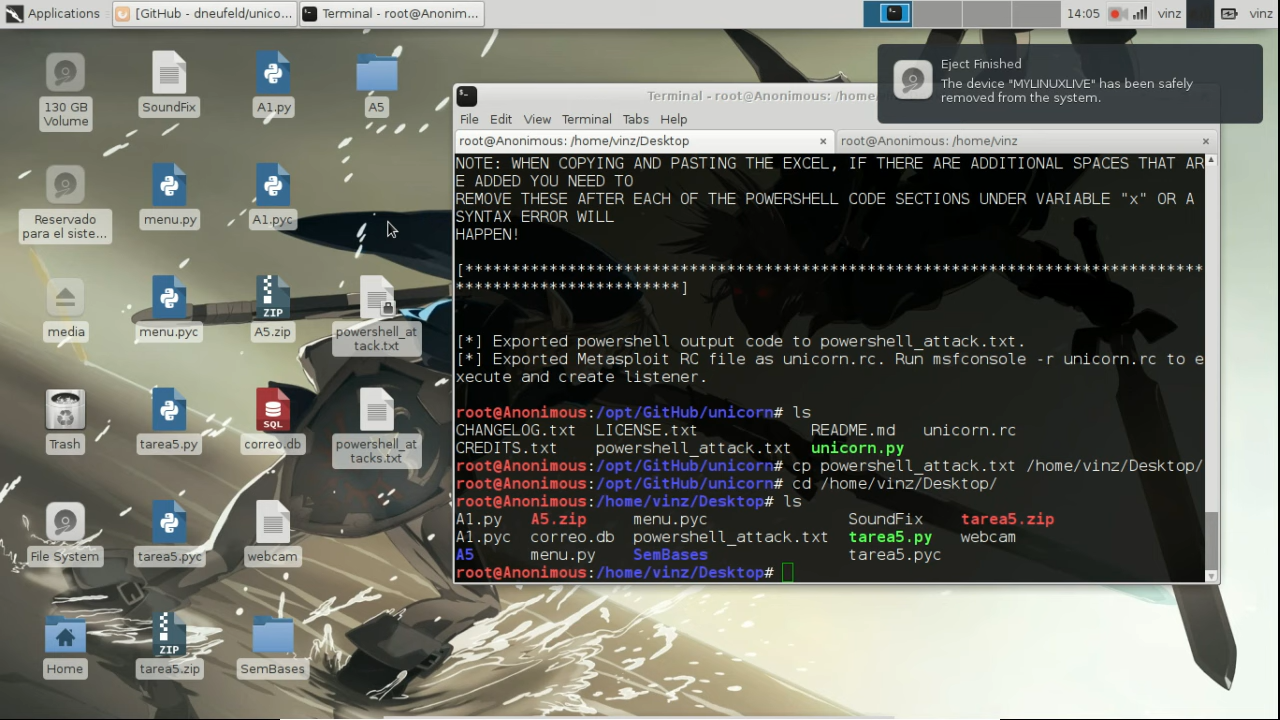 Applications
[GitHub - dneufeld/unico...
Terminal - root@Anonim...
14:05
vinz
vinz
Eject Finished
The device "MYLINUXLIVE" has been safely
removed from the system.
130 GB
Volume
SoundFix
A1.py
A5
Reservado
para el siste...
menu.py
A1.pyc
media
menu.pyc
ZIP
A5.zip
powershell_at
tack.txt
Trash
tarea5.py
SQL
correo.db
powershell_at
tacks.txt
File System
tarea5.pyc
webcam
Home
ZIP
tarea5.zip
SemBases
Terminal - root@Anonimous: /home/
File Edit View Terminal Tabs Help
root@Anonimous: /home/vinz/Desktop
root@Anonimous: /home/vinz
NOTE: WHEN COPYING AND PASTING THE EXCEL, IF THERE ARE ADDITIONAL SPACES THAT AR
E ADDED YOU NEED TO
REMOVE THESE AFTER EACH OF THE POWERSHELL CODE SECTIONS UNDER VARIABLE "x" OR A
SYNTAX ERROR WILL
HAPPEN!
[*******************************************************************************
************************]
[*] Exported powershell output code to powershell_attack.txt.
[*] Exported Metasploit RC file as unicorn.rc. Run msfconsole -r unicorn.rc to e
xecute and create listener.
root@Anonimous:/opt/GitHub/unicorn# ls
CHANGELOG.txt LICENSE.txt README.md unicorn.rc
CREDITS.txt powershell_attack.txt unicorn.py
root@Anonimous:/opt/GitHub/unicorn# cp powershell_attack.txt /home/vinz/Desktop/
root@Anonimous:/opt/GitHub/unicorn# cd /home/vinz/Desktop/
root@Anonimous:/home/vinz/Desktop# ls
A1.py A5.zip menu.pyc SoundFix tarea5.zip
A1.pyc correo.db powershell_attack.txt tarea5.py webcam
A5 menu.py SemBases tarea5.pyc
root@Anonimous:/home/vinz/Desktop#